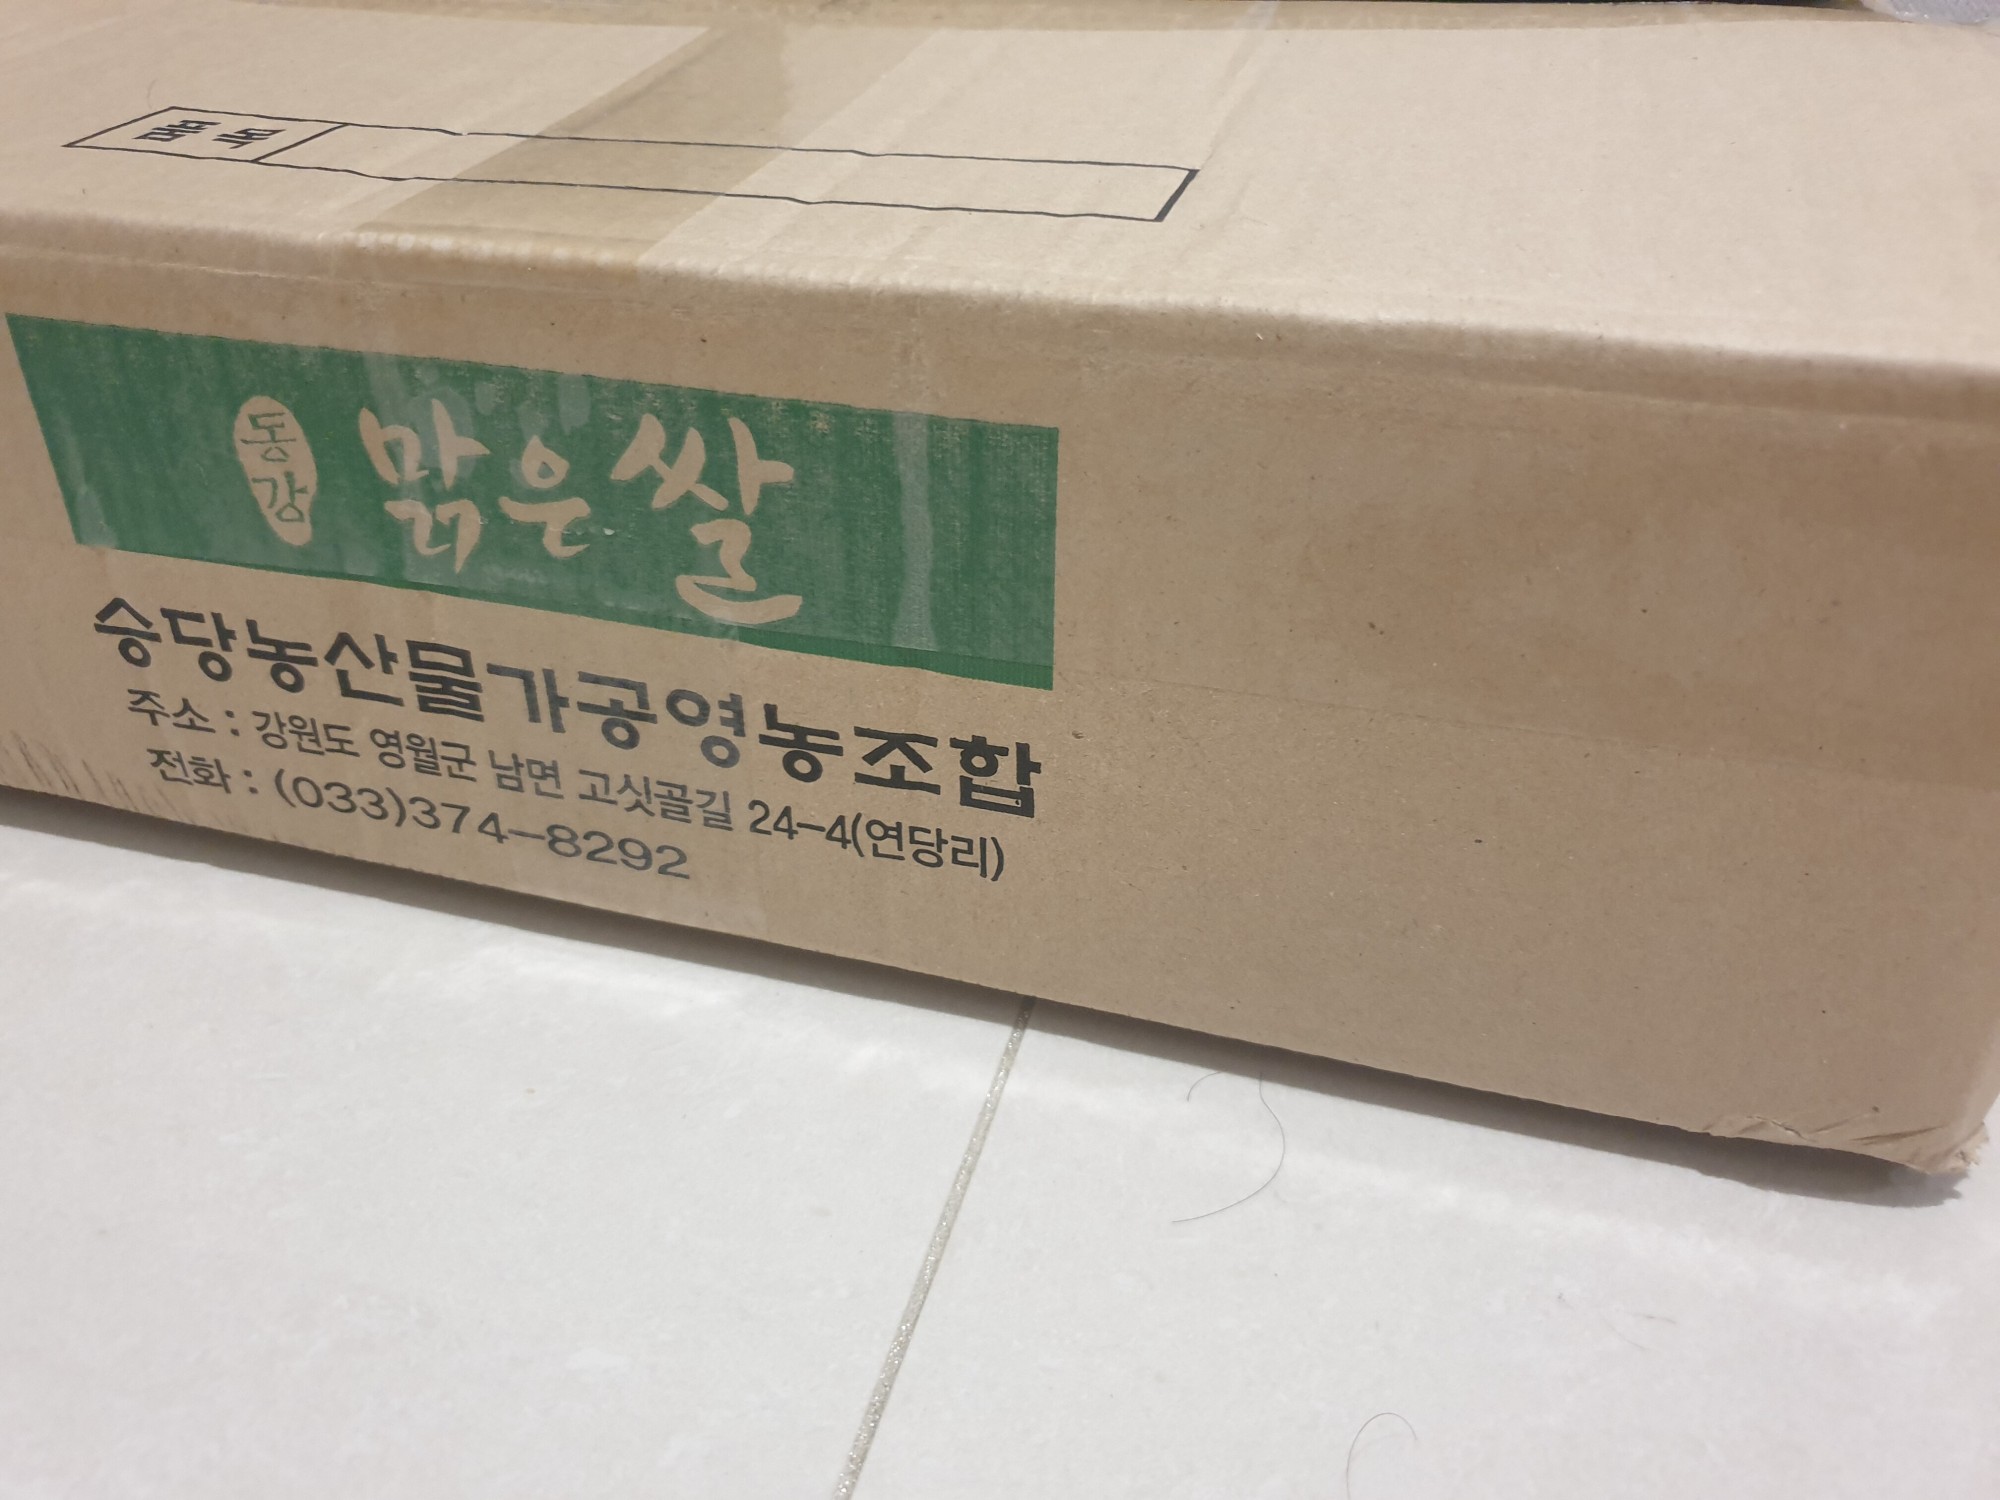 품목
동강 맑은쌀
승당농산물가공영농조합
주소 : 강원도 영월군 남면 고싯골길 24-4(연당리)
전화 : (033)374-8292